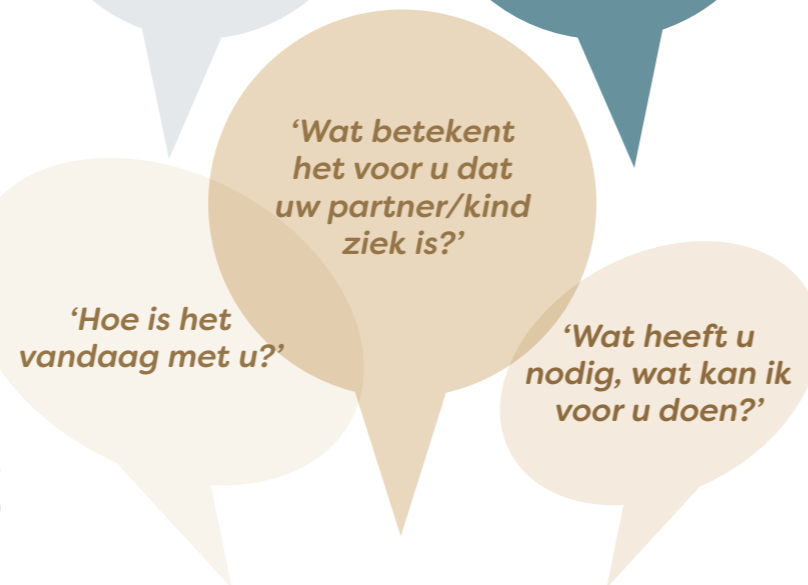 ‘Wat betekent
het voor u dat
uw partner/kind
ziek is?’
‘Hoe is het
vandaag met u?’
‘Wat heeft u
nodig, wat kan ik
voor u doen?’